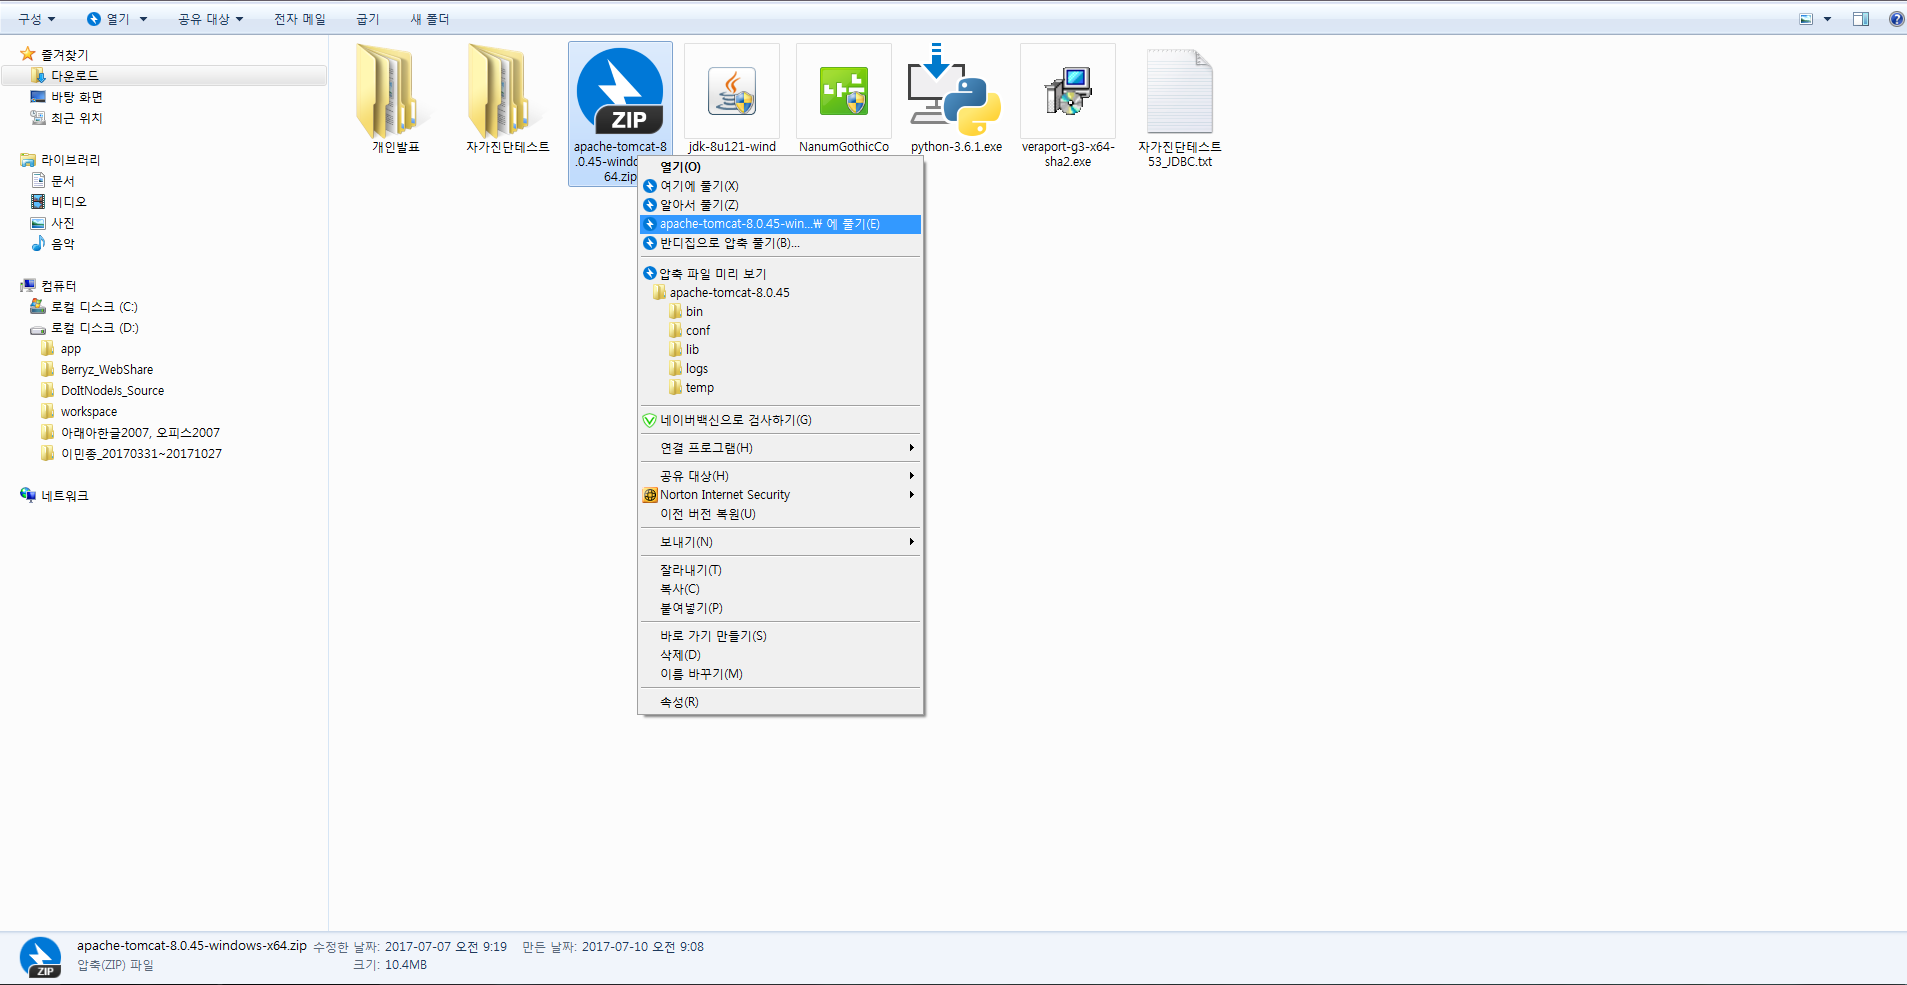 구성
열기
공유 대상
전자 메일
굽기
새 폴더
즐겨찾기
다운로드
바탕 화면
최근 위치
라이브러리
문서
비디오
사진
음악
컴퓨터
로컬 디스크 (C:)
로컬 디스크 (D:)
app
Berryz_WebShare
DoItNodeJs_Source
workspace
아래아한글2007, 오피스2007
이민종_20170331~20171027
네트워크
개인발표
자가진단테스트
ZIP
apache-tomcat-8
.0.45-windo
64.zip
jdk-8u121-wind
나눔
NanumGothicCo
python-3.6.1.exe
veraport-g3-x64-
sha2.exe
자가진단테스트
53_JDBC.txt
열기(O)
여기에 풀기(X)
알아서 풀기(Z)
apache-tomcat-8.0.45-win...₩ 에 풀기(E)
반디집으로 압축 풀기(B)...
압축 파일 미리 보기
apache-tomcat-8.0.45
bin
conf
lib
logs
temp
네이버백신으로 검사하기(G)
연결 프로그램(H)
공유 대상(H)
Norton Internet Security
이전 버전 복원(U)
보내기(N)
잘라내기(T)
복사(C)
붙여넣기(P)
바로 가기 만들기(S)
삭제(D)
이름 바꾸기(M)
속성(R)
ZIP
apache-tomcat-8.0.45-windows-x64.zip 수정한 날짜: 2017-07-07 오전 9:19 만든 날짜: 2017-07-10 오전 9:08
압축(ZIP) 파일 크기: 10.4MB